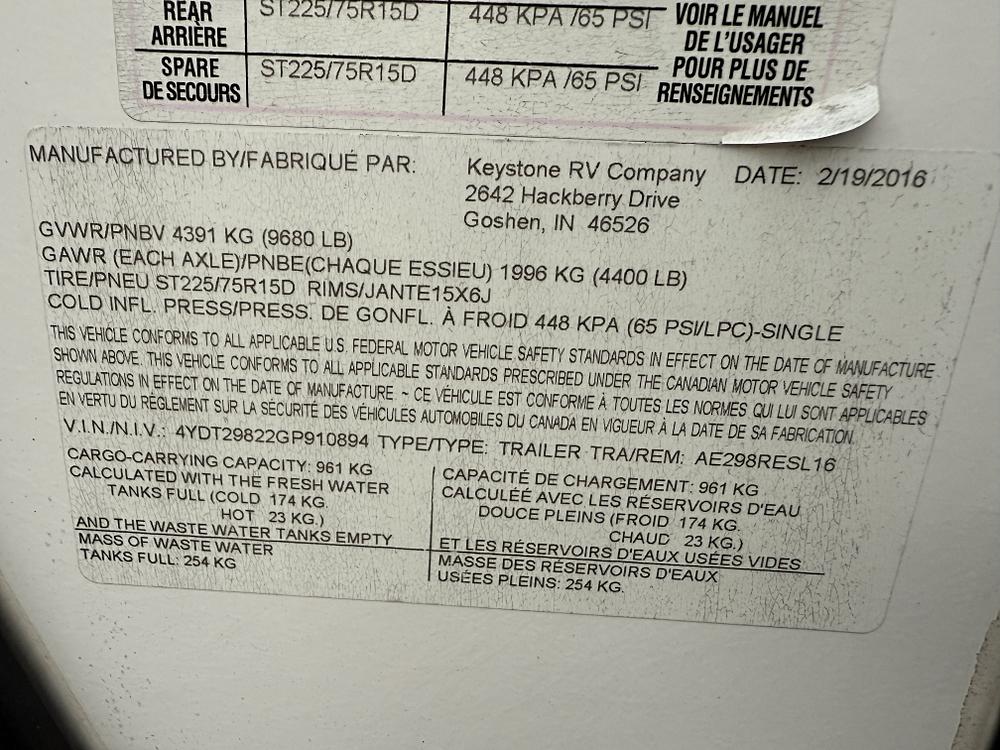 REAR ST225/75R15D 448 KPA /65 PSI VOIR LE MANUEL
ARRIÈRE DE L'USAGER
SPARE ST225/75R15D 448 KPA /65 PSI POUR PLUS DE
DE SECOURS RENSEIGNEMENTS
MANUFACTURED BY/FABRIQUÉ PAR: Keystone RV Company DATE: 2/19/2016
2642 Hackberry Drive
Goshen, IN 46526
GVWR/PNBV 4391 KG (9680 LB)
GAWR (EACH AXLE)/PNBE(CHAQUE ESSIEU) 1996 KG (4400 LB)
TIRE/PNEU ST225/75R15D RIMS/JANTE15X6J
COLD INFL. PRESS/PRESS. DE GONFL. À FROID 448 KPA (65 PSI/LPC)-SINGLE
THIS VEHICLE CONFORMS TO ALL APPLICABLE U.S. FEDERAL MOTOR VEHICLE SAFETY STANDARDS IN EFFECT ON THE DATE OF MANUFACTURE
SHOWN ABOVE. THIS VEHICLE CONFORMS TO ALL APPLICABLE STANDARDS PRESCRIBED UNDER THE CANADIAN MOTOR VEHICLE SAFETY
REGULATIONS IN EFFECT ON THE DATE OF MANUFACTURE. ~ CE VÉHICULE EST CONFORME À TOUTES LES NORMES QUI LUI SONT APPLICABLES
EN VERTU DU RÈGLEMENT SUR LA SÉCURITÉ DES VÉHICULES AUTOMOBILES DU CANADA EN VIGUEUR À LA DATE DE SA FABRICATION.
V.I.N./N.I.V.: 4YDT29822GP910894 TYPE/TYPE: TRAILER TRA/REM: AE298RESL16
CARGO-CARRYING CAPACITY: 961 KG
CALCULATED WITH THE FRESH WATER
TANKS FULL (COLD 174 KG.
HOT 23 KG.)
AND THE WASTE WATER TANKS EMPTY
MASS OF WASTE WATER
TANKS FULL: 254 KG
CAPACITÉ DE CHARGEMENT: 961 KG
CALCULÉE AVEC LES RÉSERVOIRS D'EAU
DOUCE PLEINS (FROID 174 KG.
CHAUD 23 KG.)
ET LES RÉSERVOIRS D'EAUX USÉES VIDES
MASSE DES RÉSERVOIRS D'EAUX
USÉES PLEINS: 254 KG.